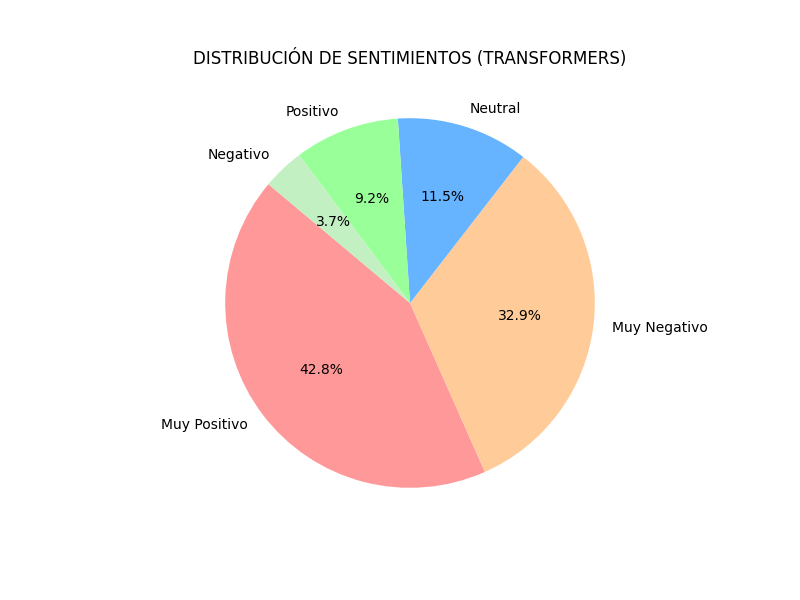 DISTRIBUCIÓN DE SENTIMIENTOS (TRANSFORMERS)
Neutral
Positivo
Negativo
11.5%
9.2%
3.7%
32.9%
Muy Negativo
42.8%
Muy Positivo